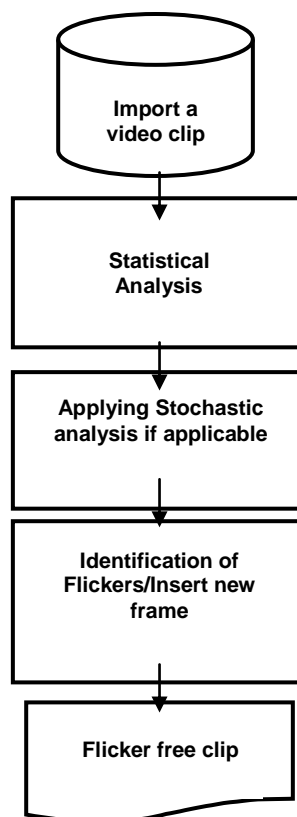 Import a
video clip
Statistical
Analysis
Applying Stochastic
analysis if applicable
Identification of
Flickers/Insert new
frame
Flicker free clip